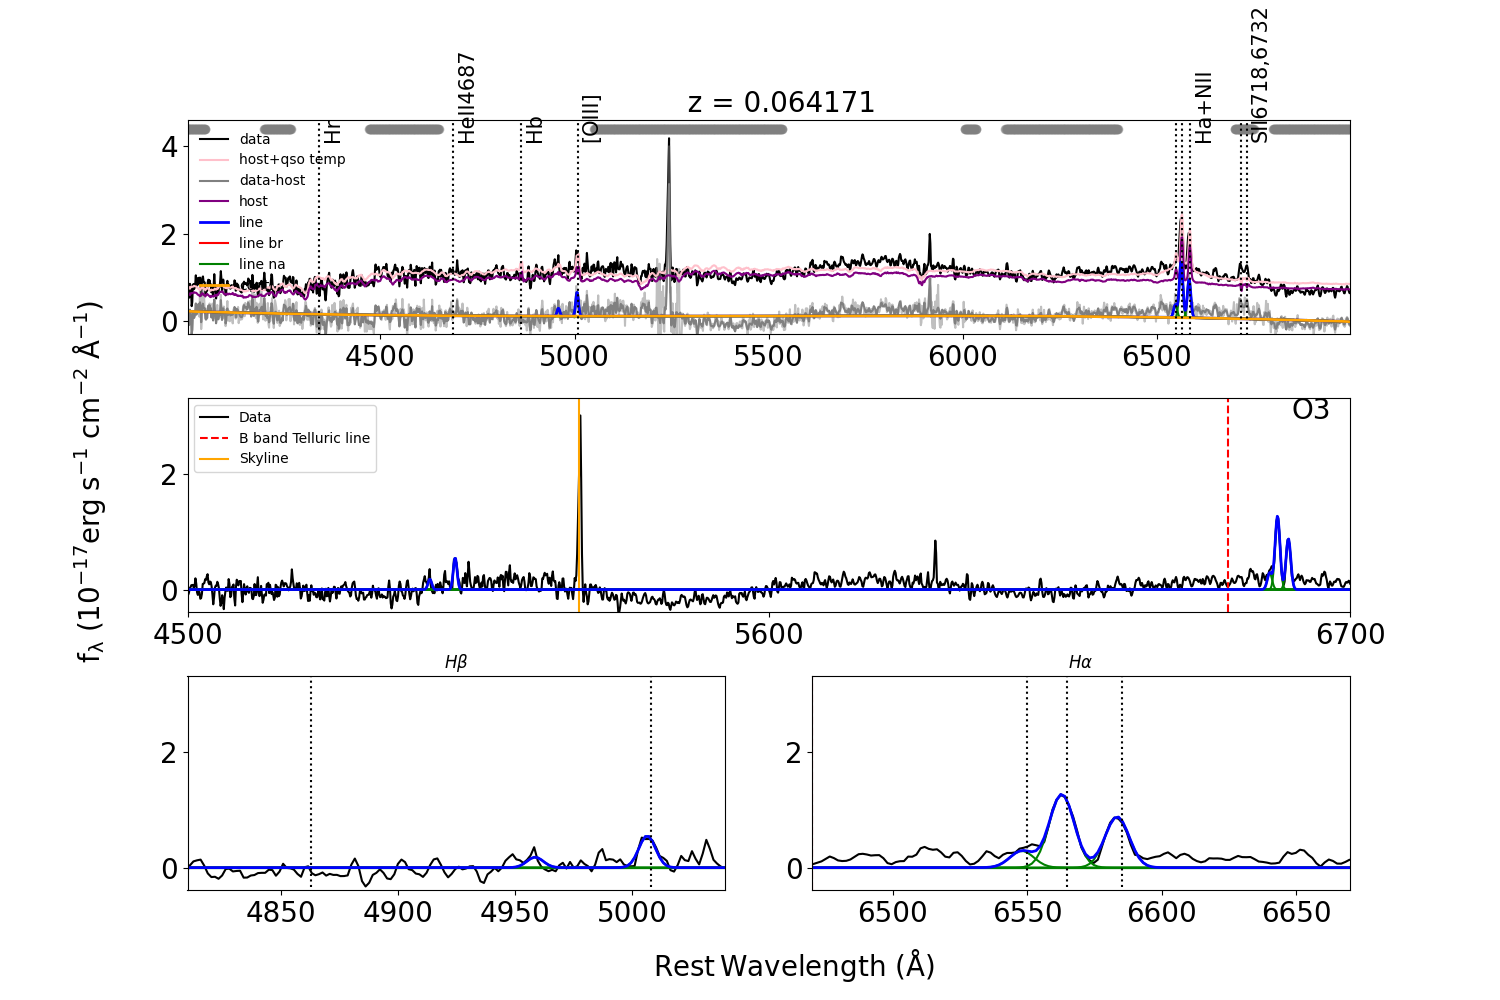 z = 0.064171
Hr
HeII4687
Hb
[OIII]
Ha+NII
SII6718,6732
data
host+qso temp
data-host
host
line
line br
line na
4
2
0
4500 5000 5500 6000 6500
Data
B band Telluric line
Skyline
O3
2
0
4500 5600 6700
fλ (10⁻¹⁷erg s⁻¹ cm⁻² Å⁻¹)
Hβ
2
0
4850 4900 4950 5000
Hα
2
0
6500 6550 6600 6650
Rest Wavelength (Å)